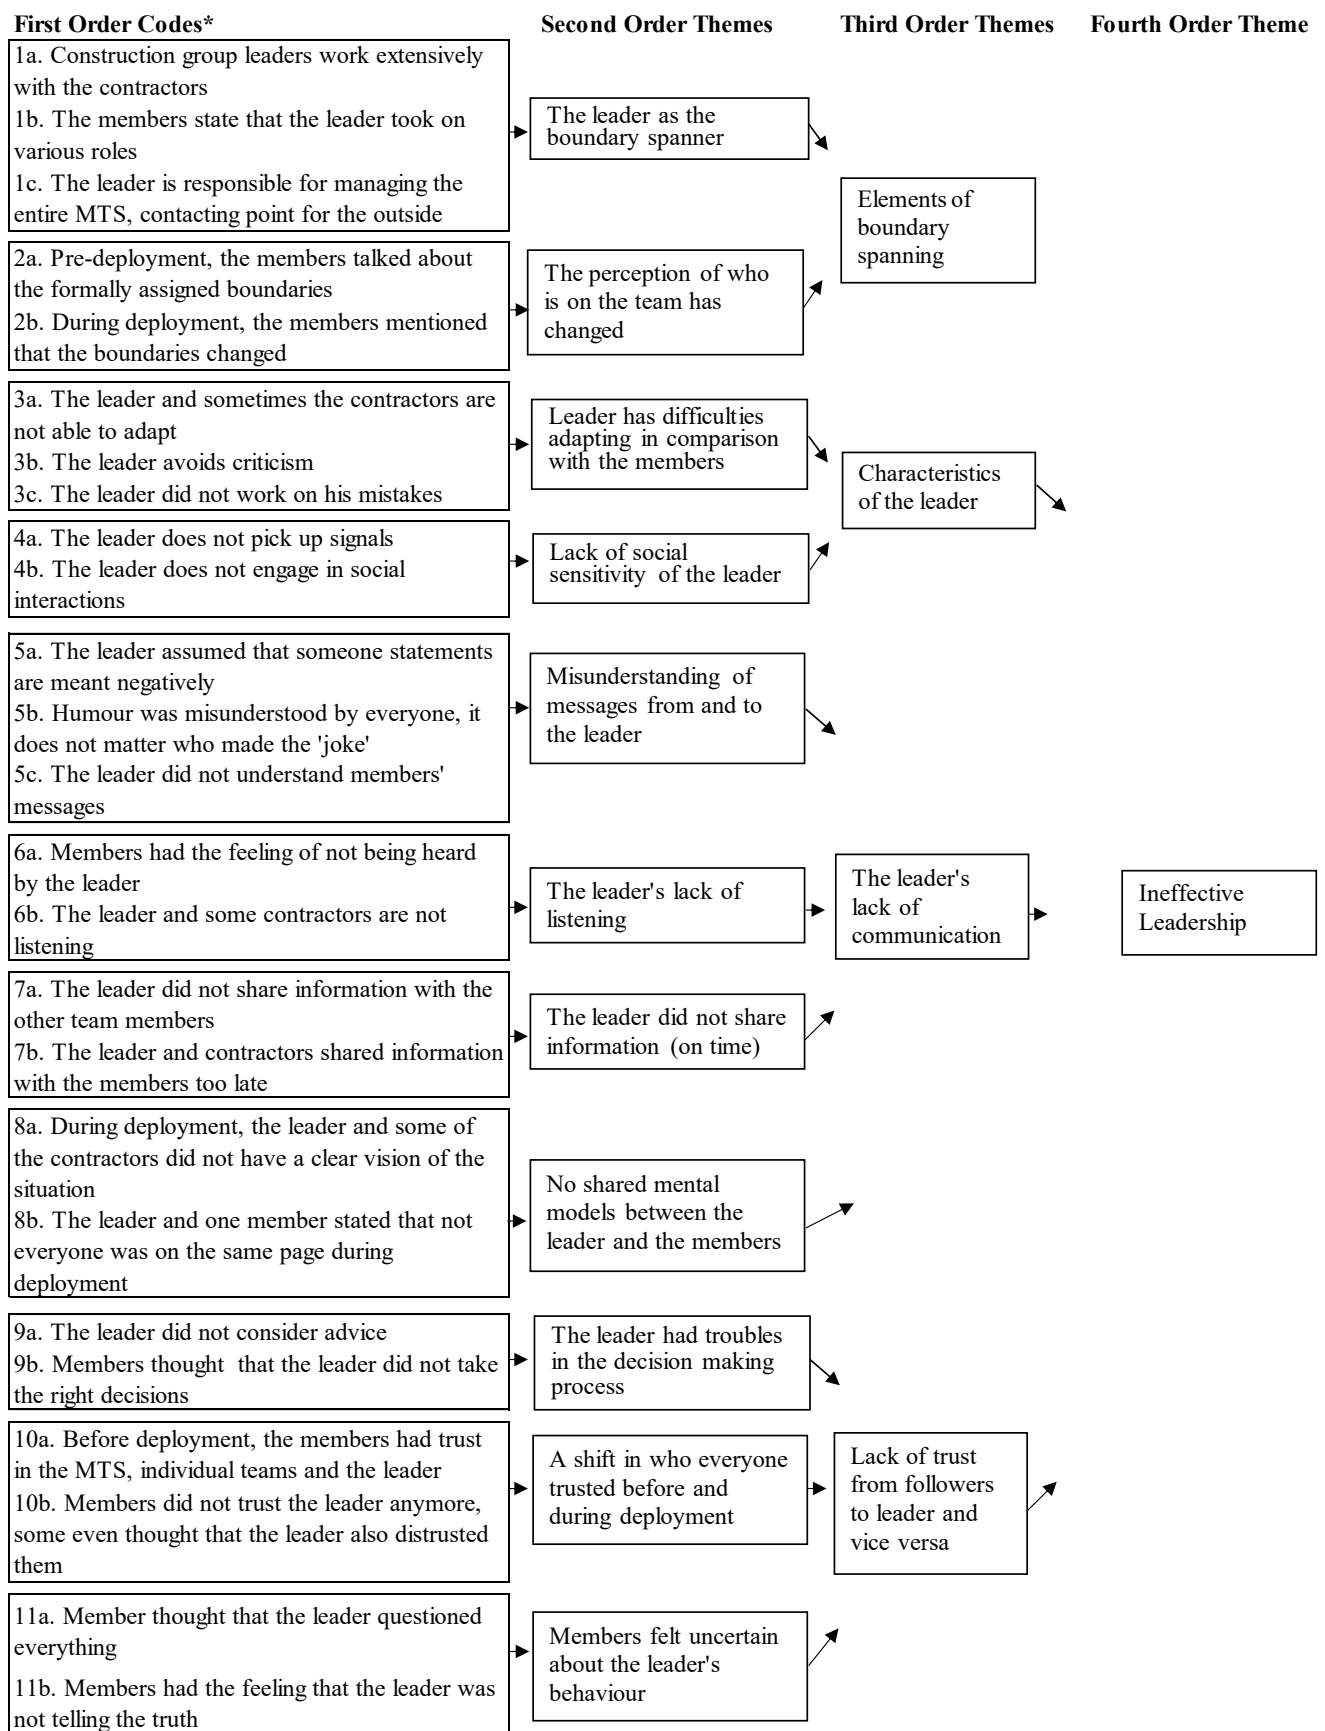 First Order Codes*
Second Order Themes
Third Order Themes
Fourth Order Theme
1a. Construction group leaders work extensively
with the contractors
1b. The members state that the leader took on
various roles
1c. The leader is responsible for managing the
entire MTS, contacting point for the outside
The leader as the
boundary spanner
2a. Pre-deployment, the members talked about
the formally assigned boundaries
2b. During deployment, the members mentioned
that the boundaries changed
The perception of who
is on the team has
changed
Elements of
boundary
spanning
3a. The leader and sometimes the contractors are
not able to adapt
3b. The leader avoids criticism
3c. The leader did not work on his mistakes
Leader has difficulties
adapting in comparison
with the members
4a. The leader does not pick up signals
4b. The leader does not engage in social
interactions
Lack of social
sensitivity of the leader
Characteristics
of the leader
5a. The leader assumed that someone statements
are meant negatively
5b. Humour was misunderstood by everyone, it
does not matter who made the 'joke'
5c. The leader did not understand members'
messages
Misunderstanding of
messages from and to
the leader
6a. Members had the feeling of not being heard
by the leader
6b. The leader and some contractors are not
listening
The leader's lack of
listening
The leader's
lack of
communication
Ineffective
Leadership
7a. The leader did not share information with the
other team members
7b. The leader and contractors shared information
with the members too late
The leader did not share
information (on time)
8a. During deployment, the leader and some of
the contractors did not have a clear vision of the
situation
8b. The leader and one member stated that not
everyone was on the same page during
deployment
No shared mental
models between the
leader and the members
9a. The leader did not consider advice
9b. Members thought that the leader did not take
the right decisions
The leader had troubles
in the decision making
process
10a. Before deployment, the members had trust
in the MTS, individual teams and the leader
10b. Members did not trust the leader anymore,
some even thought that the leader also distrusted
them
A shift in who everyone
trusted before and
during deployment
Lack of trust
from followers
to leader and
vice versa
11a. Member thought that the leader questioned
everything
11b. Members had the feeling that the leader was
not telling the truth
Members felt uncertain
about the leader's
behaviour